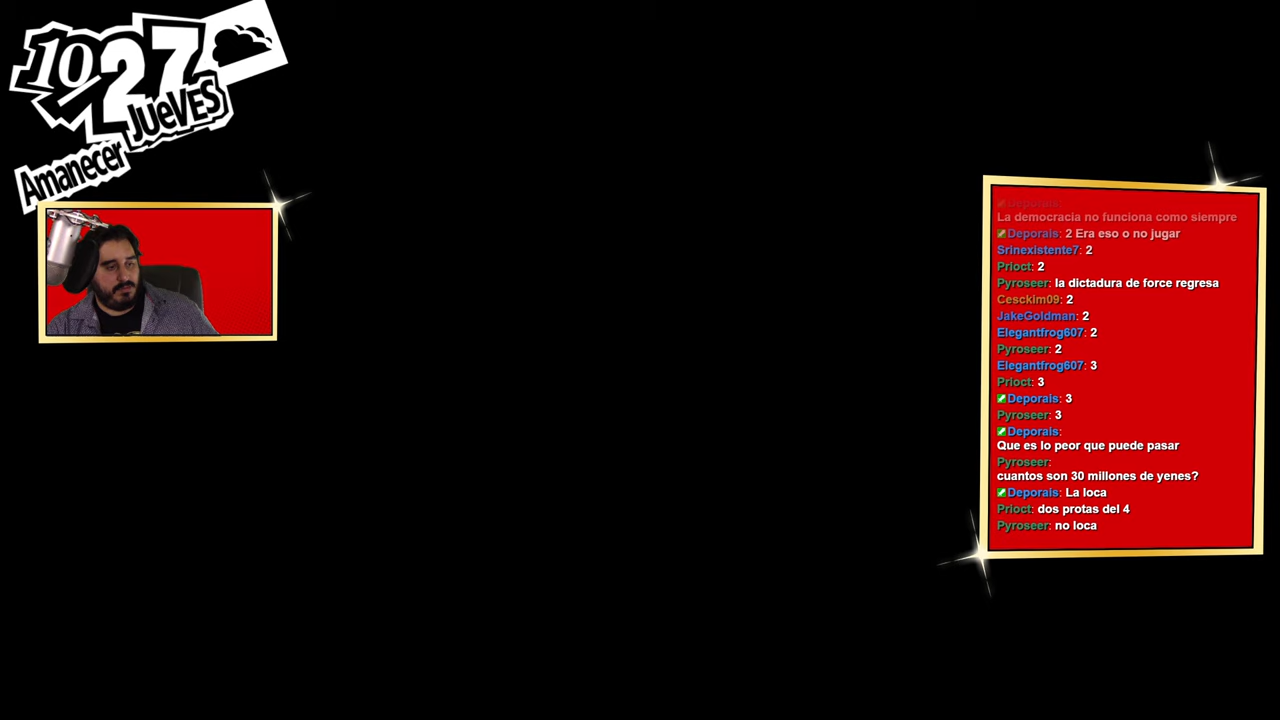 10/27
JUeVES
Amanecer
Deporais:
La democracia no funciona como siempre
Deporais: 2 Era eso o no jugar
Srinexistente7: 2
Prioct: 2
Pyroseer: la dictadura de force regresa
Cesckim09: 2
JakeGoldman: 2
Elegantfrog607: 2
Pyroseer: 2
Elegantfrog607: 3
Prioct: 3
Deporais: 3
Pyroseer: 3
Deporais:
Que es lo peor que puede pasar
Pyroseer:
cuantos son 30 millones de yenes?
Deporais: La loca
Prioct: dos protas del 4
Pyroseer: no loca